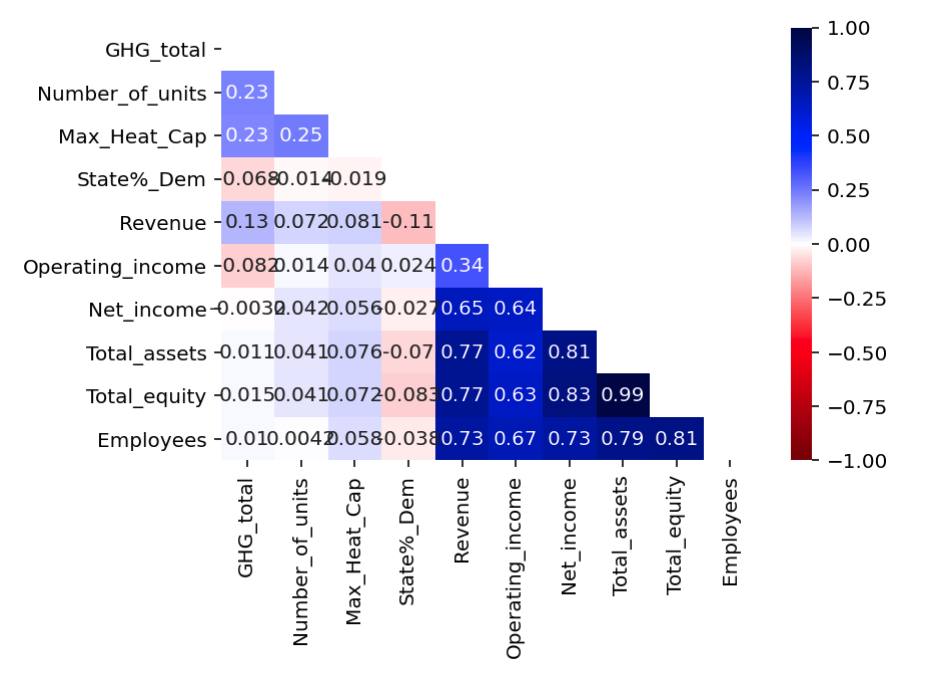 GHG_total
Number_of_units 0.23
Max_Heat_Cap 0.23 0.25
State%_Dem -0.068 -0.014 -0.019
Revenue 0.13 0.072 0.081 -0.11
Operating_income -0.082 0.014 0.04 0.024 0.34
Net_income -0.0032 0.042 0.056 -0.027 0.65 0.64
Total_assets 0.011 0.041 0.076 -0.07 0.77 0.62 0.81
Total_equity 0.015 0.041 0.072 -0.083 0.77 0.63 0.83 0.99
Employees 0.01 0.0042 0.058 -0.038 0.73 0.67 0.73 0.79 0.81
GHG_total
Number_of_units
Max_Heat_Cap
State%_Dem
Revenue
Operating_income
Net_income
Total_assets
Total_equity
Employees
1.00
0.75
0.50
0.25
0.00
−0.25
−0.50
−0.75
−1.00